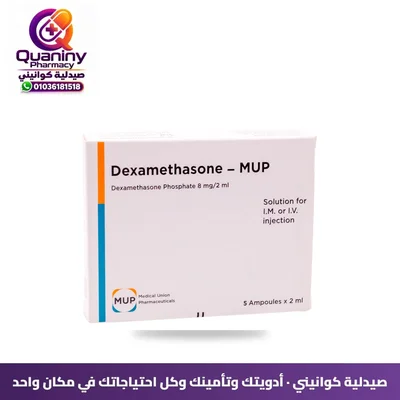 Quaniny
Pharmacy
صيدلية كوانيني
01036181518
Dexamethasone – MUP
Dexamethasone Phosphate 8 mg/2 ml
Solution for
I.M. or I.V.
injection
MUP
Medical Union
Pharmaceuticals
5 Ampoules x 2 ml
صيدلية كوانيني · أدويتك وتأمينك وكل احتياجاتك في مكان واحد